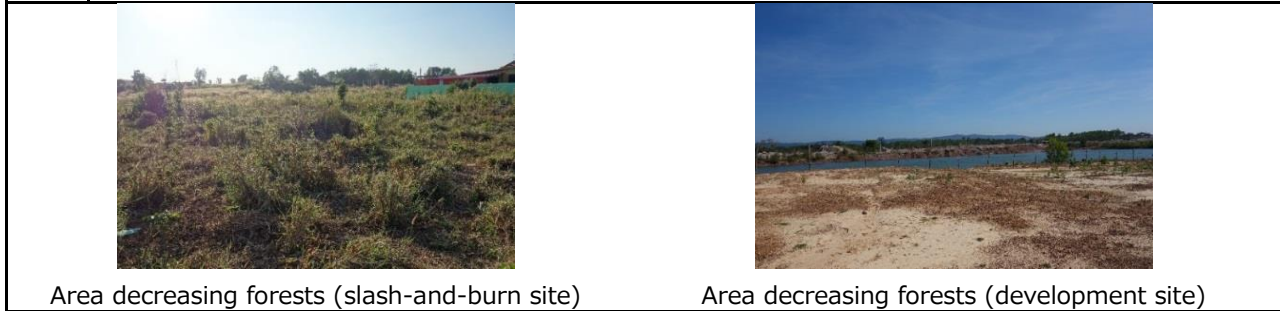 Area decreasing forests (slash-and-burn site)
Area decreasing forests (development site)